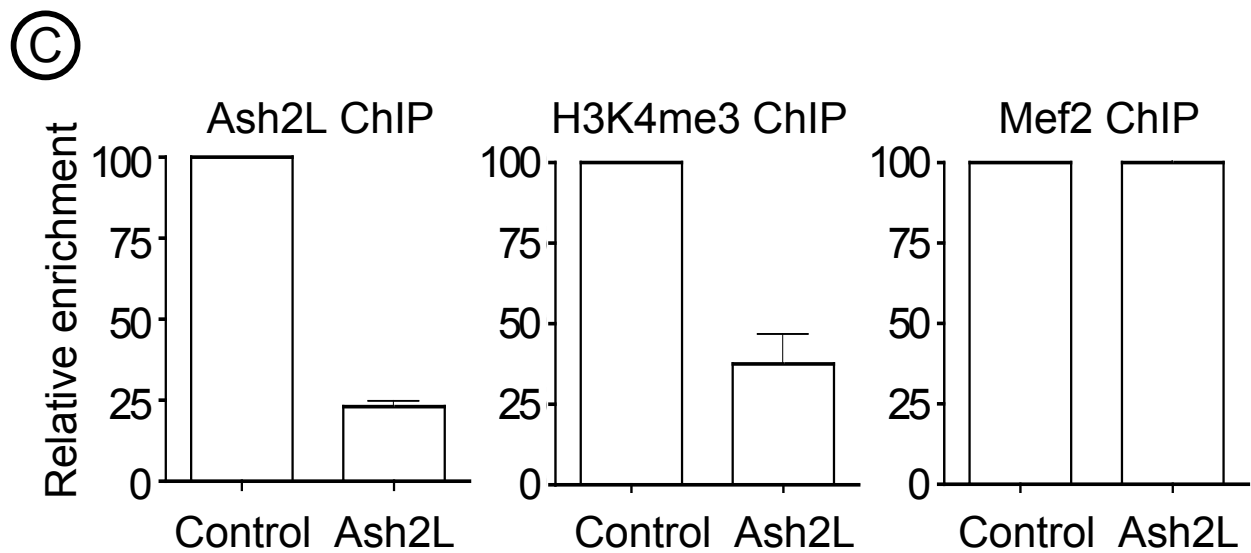 C
Ash2L ChIP
H3K4me3 ChIP
Mef2 ChIP
Relative enrichment
100
75
50
25
0
Control Ash2L
100
75
50
25
0
Control Ash2L
100
75
50
25
0
Control Ash2L